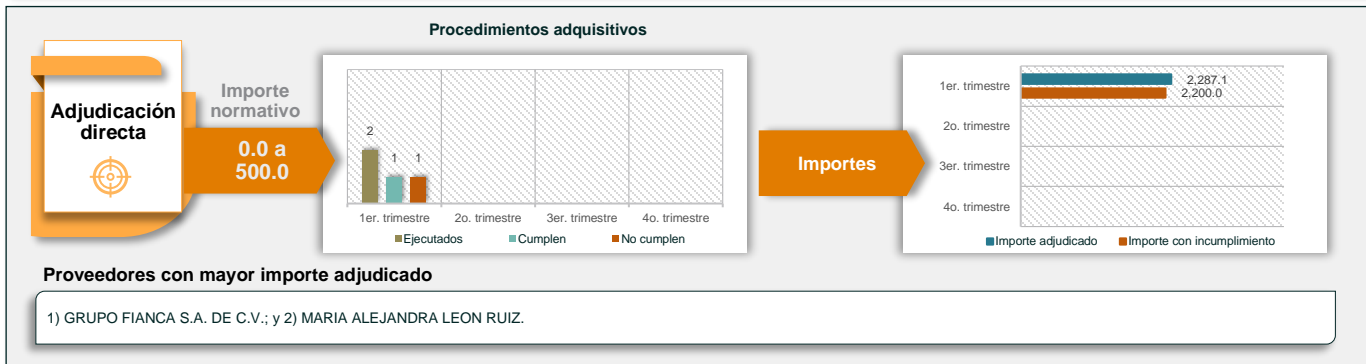 Procedimientos adquisitivos
Adjudicación
directa
Importe
normativo
0.0 a
500.0
2
1
1
1er. trimestre
2o. trimestre
3er. trimestre
4o. trimestre
Ejecutados
Cumplen
No cumplen
Importes
1er. trimestre
2,287.1
2,200.0
2o. trimestre
3er. trimestre
4o. trimestre
Importe adjudicado
Importe con incumplimiento
Proveedores con mayor importe adjudicado
1) GRUPO FIANCA S.A. DE C.V.; y 2) MARIA ALEJANDRA LEON RUIZ.